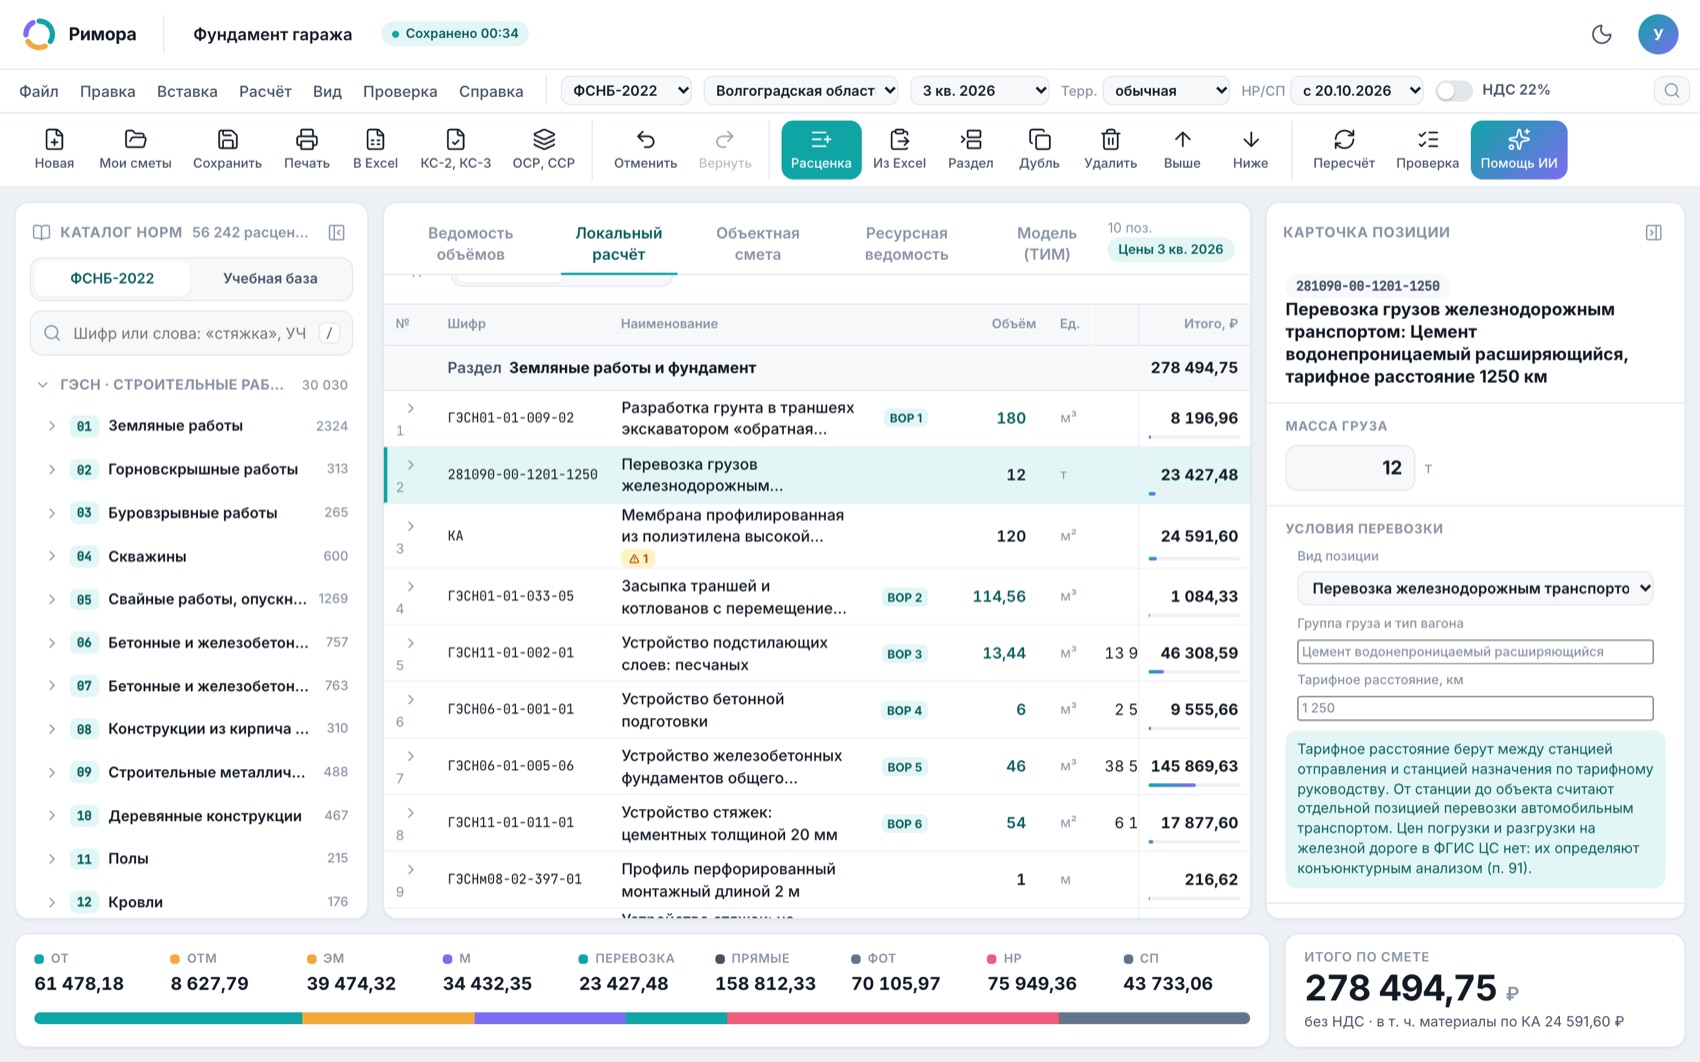 Римора
Фундамент гаража
Сохранено 00:34
У
Файл
Правка
Вставка
Расчёт
Вид
Проверка
Справка
ФСНБ-2022
Волгоградская област
3 кв. 2026
Терр.
обычная
НР/СП
с 20.10.2026
НДС 22%
Новая
Мои сметы
Сохранить
Печать
В Excel
КС-2, КС-3
ОСР, ССР
Отменить
Вернуть
Расценка
Из Excel
Раздел
Дубль
Удалить
Выше
Ниже
Пересчёт
Проверка
Помощь ИИ
КАТАЛОГ НОРМ 56 242 расцен...
ФСНБ-2022
Учебная база
Шифр или слова: «стяжка», УЧ /
ГЭСН · СТРОИТЕЛЬНЫЕ РАБ... 30 030
01 Земляные работы 2324
02 Горновскрышные работы 313
03 Буровзрывные работы 265
04 Скважины 600
05 Свайные работы, опускн... 1269
06 Бетонные и железобетон... 757
07 Бетонные и железобетон... 763
08 Конструкции из кирпича ... 310
09 Строительные металлич... 488
10 Деревянные конструкции 467
11 Полы 215
12 Кровли 176
Ведомость
объёмов
Локальный
расчёт
Объектная
смета
Ресурсная
ведомость
Модель
(ТИМ)
10 поз.
Цены 3 кв. 2026
№ Шифр Наименование Объём Ед. Итого, ₽
Раздел Земляные работы и фундамент 278 494,75
1 ГЭСН01-01-009-02 Разработка грунта в траншеях
экскаватором «обратная... ВОР 1 180 м³ 8 196,96
2 281090-00-1201-1250 Перевозка грузов
железнодорожным... 12 т 23 427,48
3 КА Мембрана профилированная
из полиэтилена высокой... 120 м² 24 591,60
1
4 ГЭСН01-01-033-05 Засыпка траншей и
котлованов с перемещение... ВОР 2 114,56 м³ 1 084,33
5 ГЭСН11-01-002-01 Устройство подстилающих
слоев: песчаных ВОР 3 13,44 м³ 13 9 46 308,59
6 ГЭСН06-01-001-01 Устройство бетонной
подготовки ВОР 4 6 м³ 2 5 9 555,66
7 ГЭСН06-01-005-06 Устройство железобетонных
фундаментов общего... ВОР 5 46 м³ 38 5 145 869,63
8 ГЭСН11-01-011-01 Устройство стяжек:
цементных толщиной 20 мм ВОР 6 54 м² 6 1 17 877,60
9 ГЭСНм08-02-397-01 Профиль перфорированный
монтажный длиной 2 м 1 м 216,62
КАРТОЧКА ПОЗИЦИИ
281090-00-1201-1250
Перевозка грузов железнодорожным
транспортом: Цемент
водонепроницаемый расширяющийся,
тарифное расстояние 1250 км
МАССА ГРУЗА
12 т
УСЛОВИЯ ПЕРЕВОЗКИ
Вид позиции
Перевозка железнодорожным транспорто
Группа груза и тип вагона
Цемент водонепроницаемый расширяющийся
Тарифное расстояние, км
1 250
Тарифное расстояние берут между станцией
отправления и станцией назначения по тарифному
руководству. От станции до объекта считают
отдельной позицией перевозки автомобильным
транспортом. Цен погрузки и разгрузки на
железной дороге в ФГИС ЦС нет: их определяют
конъюнктурным анализом (п. 91).
ОТ
61 478,18
ОТМ
8 627,79
ЭМ
39 474,32
М
34 432,35
ПЕРЕВОЗКА
23 427,48
ПРЯМЫЕ
158 812,33
ФОТ
70 105,97
НР
75 949,36
СП
43 733,06
ИТОГО ПО СМЕТЕ
278 494,75 ₽
без НДС · в т. ч. материалы по КА 24 591,60 ₽